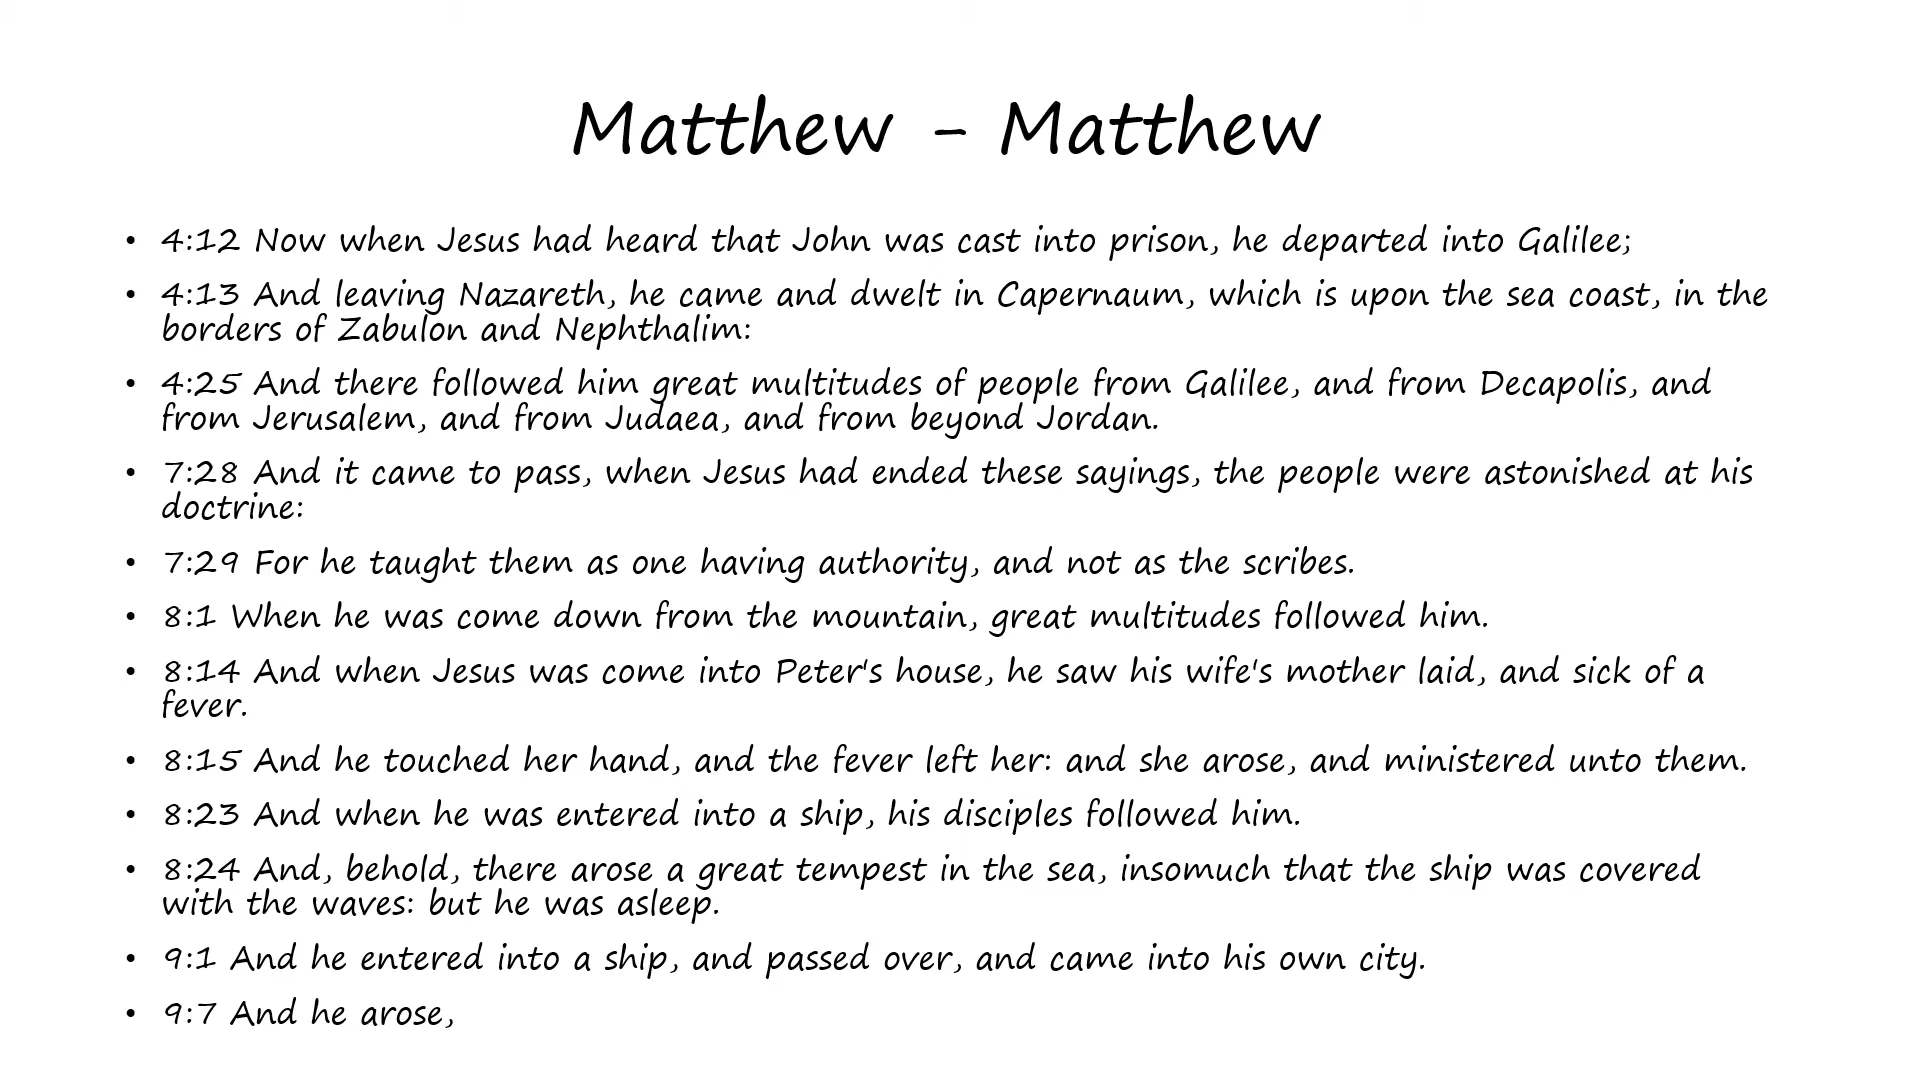 Matthew - Matthew
• 4:12 Now when Jesus had heard that John was cast into prison, he departed into Galilee;
• 4:13 And leaving Nazareth, he came and dwelt in Capernaum, which is upon the sea coast, in the
borders of Zabulon and Nephthalim:
• 4:25 And there followed him great multitudes of people from Galilee, and from Decapolis, and
from Jerusalem, and from Judaea, and from beyond Jordan.
• 7:28 And it came to pass, when Jesus had ended these sayings, the people were astonished at his
doctrine:
• 7:29 For he taught them as one having authority, and not as the scribes.
• 8:1 When he was come down from the mountain, great multitudes followed him.
• 8:14 And when Jesus was come into Peter's house, he saw his wife's mother laid, and sick of a
fever.
• 8:15 And he touched her hand, and the fever left her: and she arose, and ministered unto them.
• 8:23 And when he was entered into a ship, his disciples followed him.
• 8:24 And, behold, there arose a great tempest in the sea, insomuch that the ship was covered
with the waves: but he was asleep.
• 9:1 And he entered into a ship, and passed over, and came into his own city.
• 9:7 And he arose,